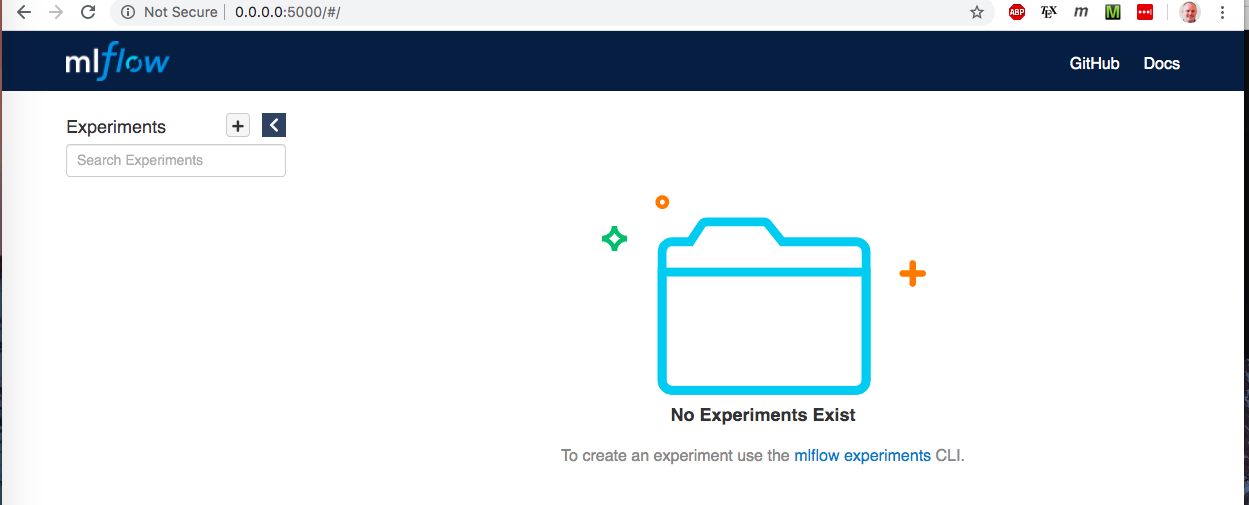 Not Secure 0.0.0.0:5000/#/ ABP TEX m M
mlflow GitHub Docs
Experiments
Search Experiments
No Experiments Exist
To create an experiment use the mlflow experiments CLI.